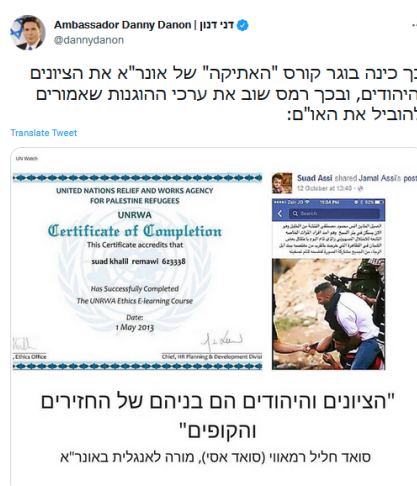 Ambassador Danny Danon | דני דנון
@dannydanon
כך כינה בוגר קורס "האתיקה" של אונר"א את הציונים
והיהודים, ובכך רמס שוב את ערכי ההוגנות שאמורים
להוביל את האו"ם:
Translate Tweet
UN Watch
UNITED NATIONS RELIEF AND WORKS AGENCY
FOR PALESTINE REFUGEES
UNRWA
Certificate of Completion
This Certificate accredits that
suad khalil remawi 623338
Has Successfully Completed
The UNRWA Ethics E-learning Course
Date:
1 May 2013
, Ethics Office
Chief, HR Planning & Development Divisi
Suad Assi shared Jamal Assi's post
12 October at 13:40
Search
"הציונים והיהודים הם בניהם של החזירים
והקופים"
סואד חליל רמאווי (סואד אסי), מורה לאנגלית באונר"א